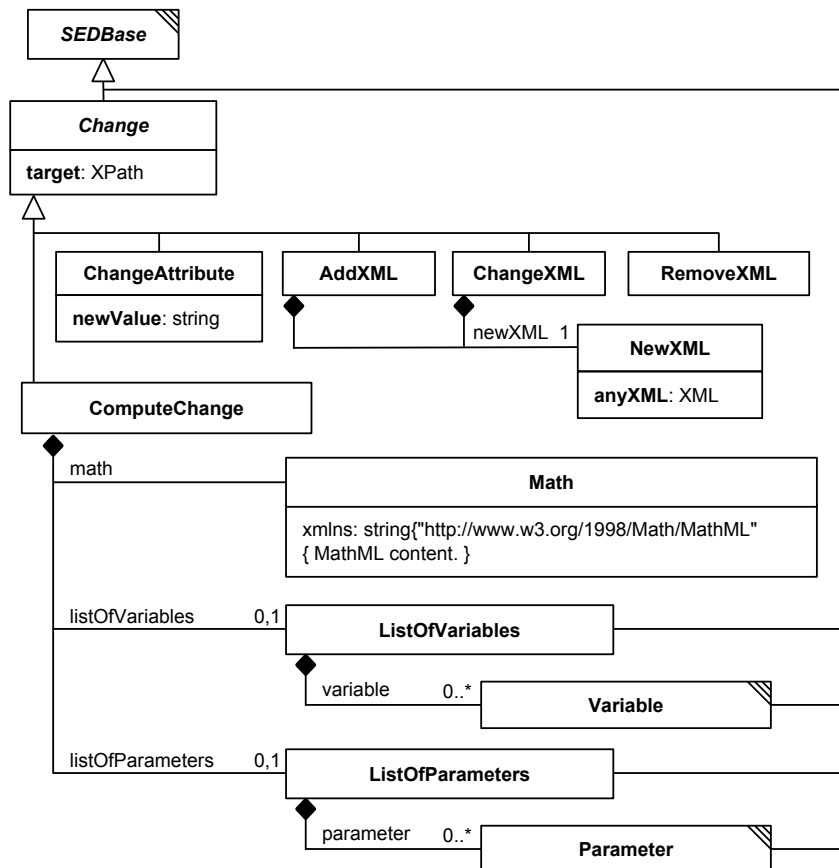 SEDBase
Change
target: XPath
ChangeAttribute
newValue: string
AddXML
ChangeXML
RemoveXML
newXML 1
NewXML
anyXML: XML
ComputeChange
math
Math
xmlns: string{"http://www.w3.org/1998/Math/MathML"
{ MathML content. }
listOfVariables 0,1
ListOfVariables
variable 0..*
Variable
listOfParameters 0,1
ListOfParameters
parameter 0..*
Parameter